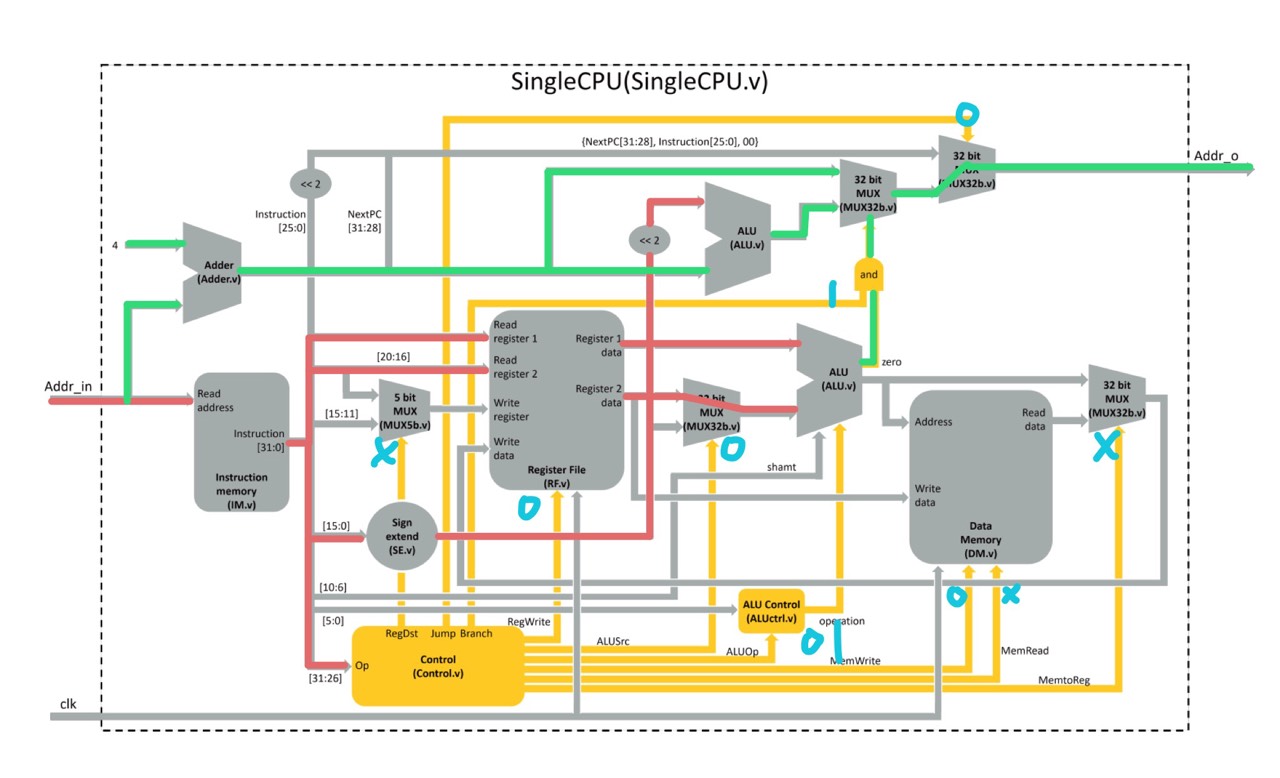 SingleCPU(SingleCPU.v)
0
{NextPC[31:28], Instruction[25:0], 00}
32 bit
MUX
(MUX32b.v)
Addr_o
<< 2
32 bit
MUX
(MUX32b.v)
Instruction
[25:0]
NextPC
[31:28]
<< 2
ALU
(ALU.v)
4
Adder
(Adder.v)
and
1
Read
register 1
Register 1
data
[20:16]
Read
register 2
zero
ALU
(ALU.v)
Addr_in
Read
address
5 bit
MUX
(MUX5b.v)
Register 2
data
32 bit
MUX
(MUX32b.v)
32 bit
MUX
(MUX32b.v)
[15:11]
Write
register
Address
Read
data
Instruction
[31:0]
X
Write
data
0
X
Instruction
memory
(IM.v)
Register File
(RF.v)
shamt
0
Write
data
[15:0]
Sign
extend
(SE.v)
Data
Memory
(DM.v)
[10:6]
0
x
[5:0]
ALU Control
(ALUctrl.v)
RegDst
Jump
Branch
RegWrite
operation
01
ALUSrc
ALUOp
MemWrite
MemRead
Op
[31:26]
Control
(Control.v)
MemtoReg
clk